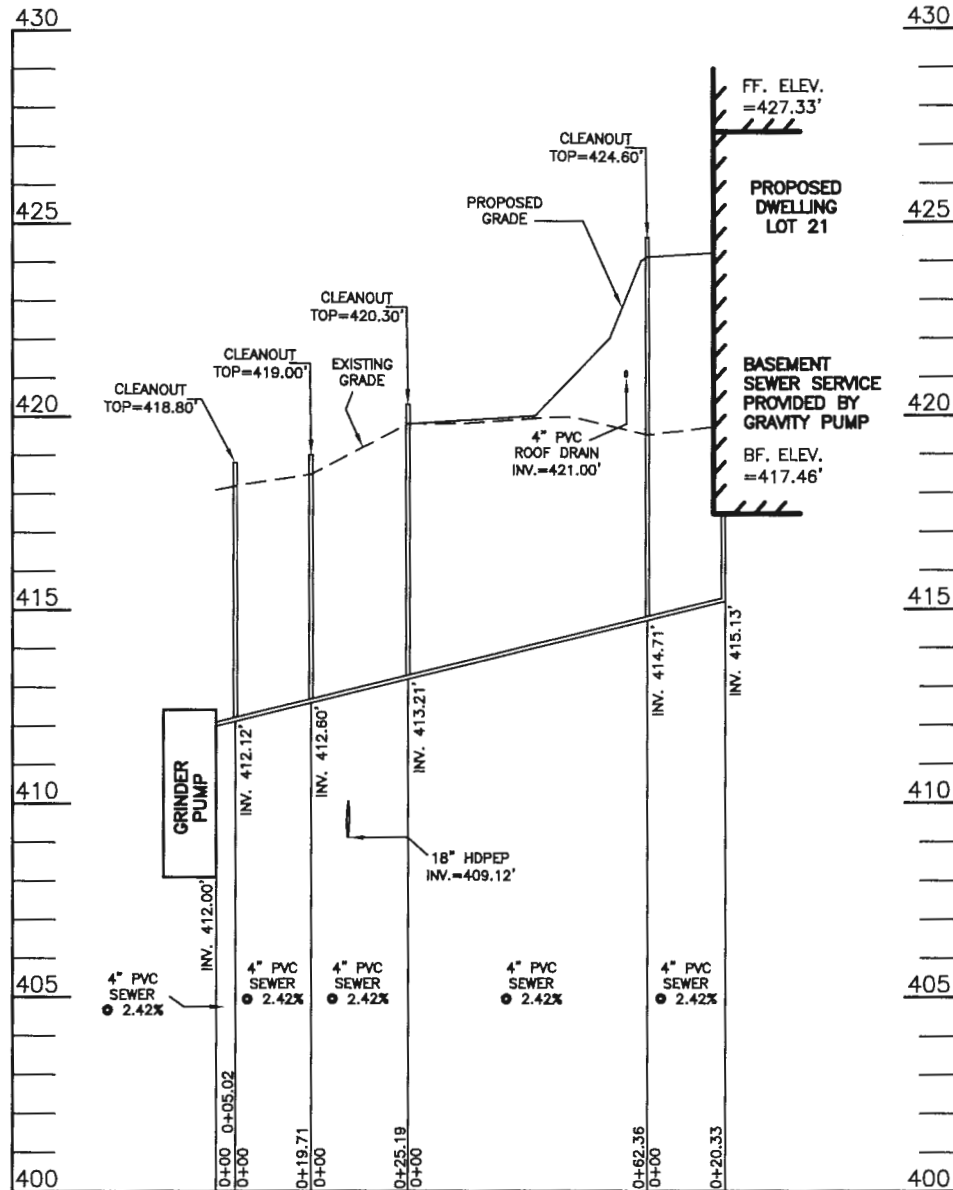 430
430
FF. ELEV.
=427.33'
CLEANOUT
TOP=424.60'
PROPOSED
GRADE
PROPOSED
DWELLING
LOT 21
425
425
CLEANOUT
TOP=420.30'
CLEANOUT
TOP=419.00'
EXISTING
GRADE
CLEANOUT
TOP=418.80'
BASEMENT
SEWER SERVICE
PROVIDED BY
GRAVITY PUMP
420
420
4" PVC
ROOF DRAIN
INV.=421.00'
BF. ELEV.
=417.46'
415
415
INV. 412.12'
INV. 412.60'
INV. 413.21'
INV. 414.71'
INV. 415.13'
GRINDER
PUMP
410
410
18" HDPEP
INV.=409.12'
INV. 412.00'
4" PVC
SEWER
@ 2.42%
4" PVC
SEWER
@ 2.42%
4" PVC
SEWER
@ 2.42%
4" PVC
SEWER
@ 2.42%
4" PVC
SEWER
@ 2.42%
405
405
0+00
0+05.02
0+00
0+19.71
0+00
0+25.19
0+00
0+62.36
0+00
0+20.33
400
400